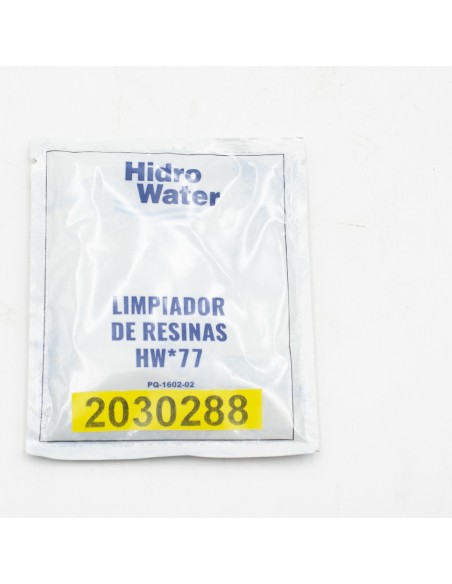 Hidro
Water
LIMPIADOR
DE RESINAS
HW*77
PQ-1602-02
2030288